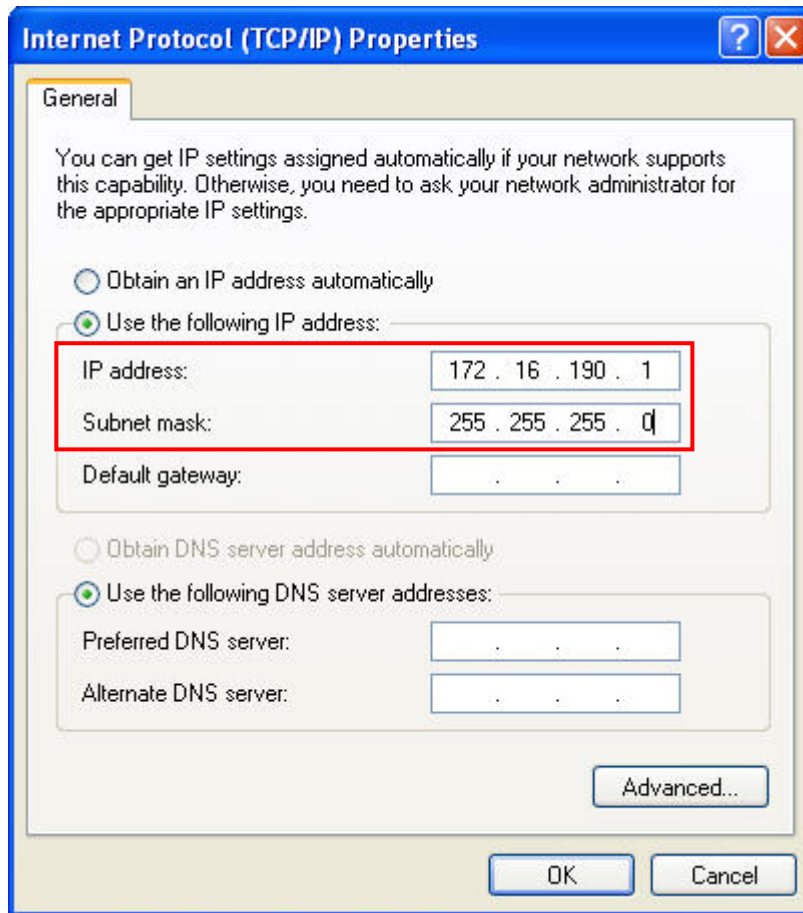 Internet Protocol (TCP/IP) Properties
?
General
You can get IP settings assigned automatically if your network supports
this capability. Otherwise, you need to ask your network administrator for
the appropriate IP settings.
Obtain an IP address automatically
Use the following IP address:
IP address: 172 . 16 . 190 . 1
Subnet mask: 255 . 255 . 255 . 0
Default gateway: . . .
Obtain DNS server address automatically
Use the following DNS server addresses:
Preferred DNS server: . . .
Alternate DNS server: . . .
Advanced...
OK Cancel